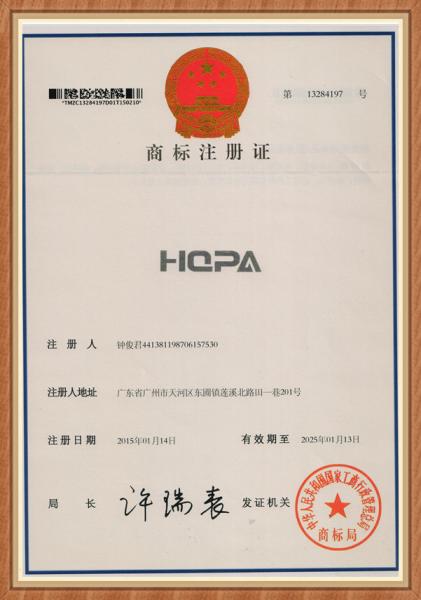 *TMZC13284197D01T150210*
第 13284197 号
商标注册证
HQPA
注册人 钟俊君441381198706157530
注册人地址 广东省广州市天河区东圃镇莲溪北路田一巷201号
注册日期 2015年01月14日 有效期至 2025年01月13日
局长 许瑞表 发证机关
中华人民共和国国家工商行政管理总局
商标局